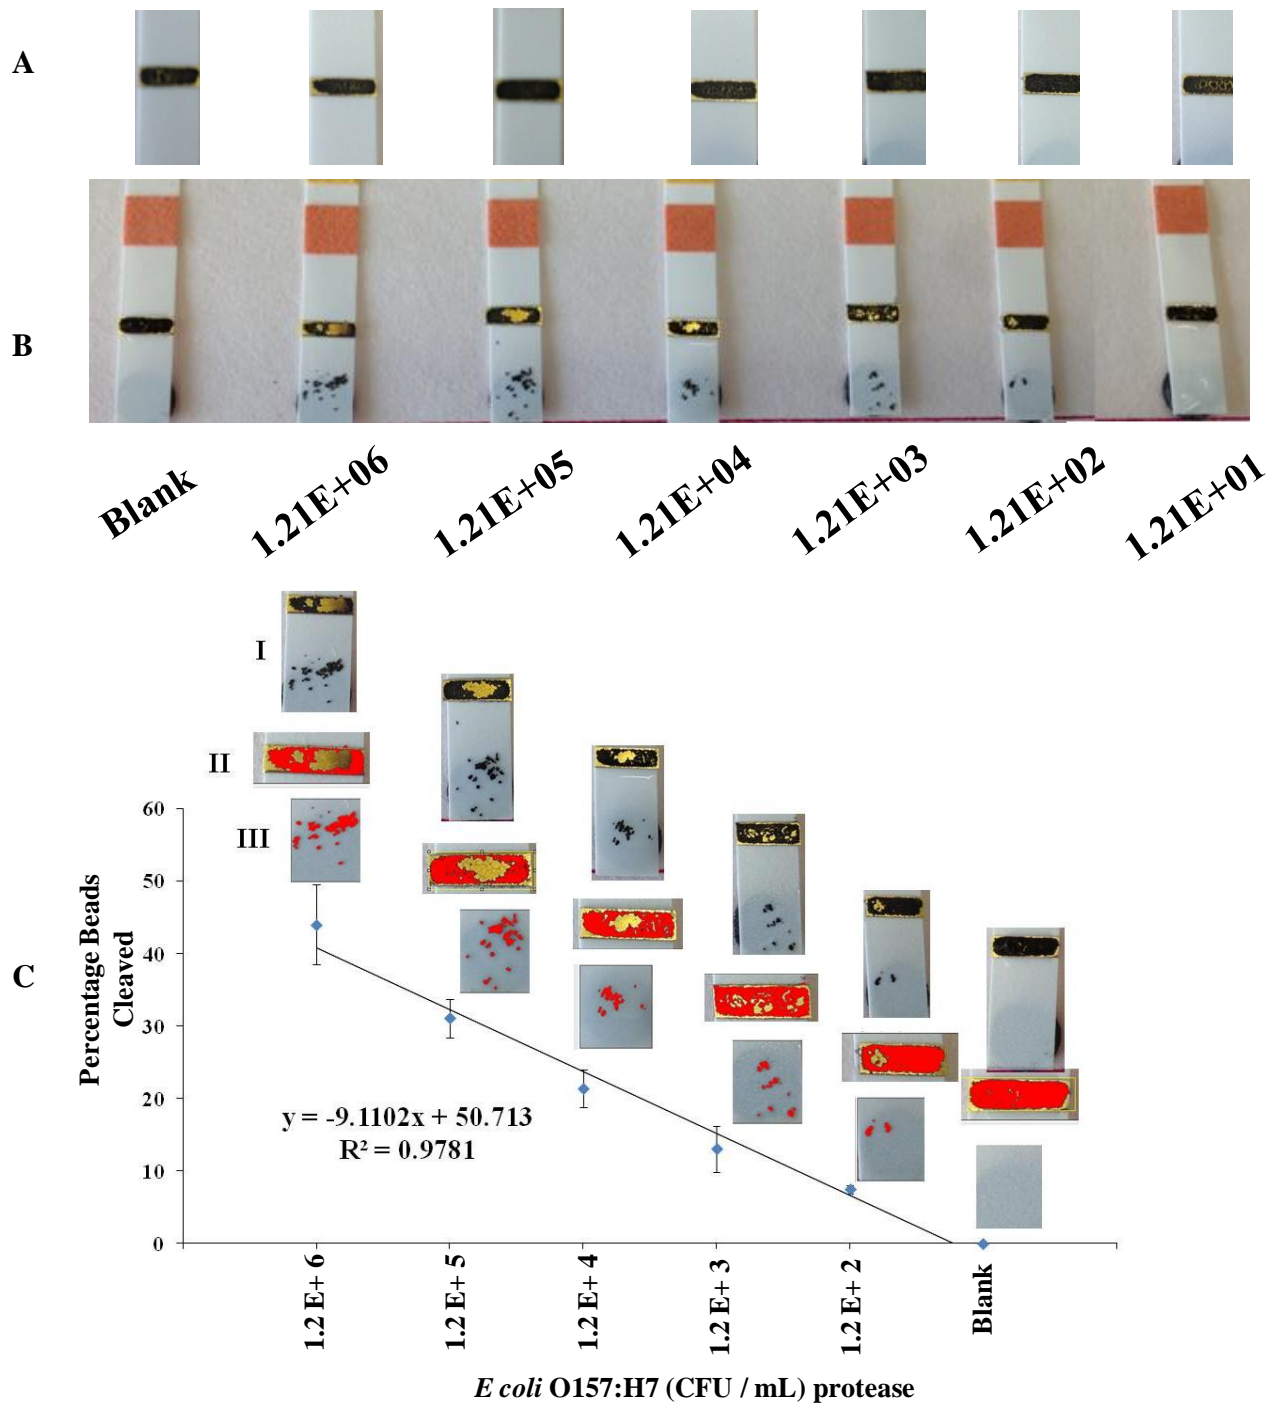 A
B
Blank
1.21E+06
1.21E+05
1.21E+04
1.21E+03
1.21E+02
1.21E+01
I
II
III
C
Percentage Beads
Cleaved
60
50
40
30
20
10
0
y = -9.1102x + 50.713
R² = 0.9781
1.2 E+ 6
1.2 E+ 5
1.2 E+ 4
1.2 E+ 3
1.2 E+ 2
Blank
E coli O157:H7 (CFU / mL) protease